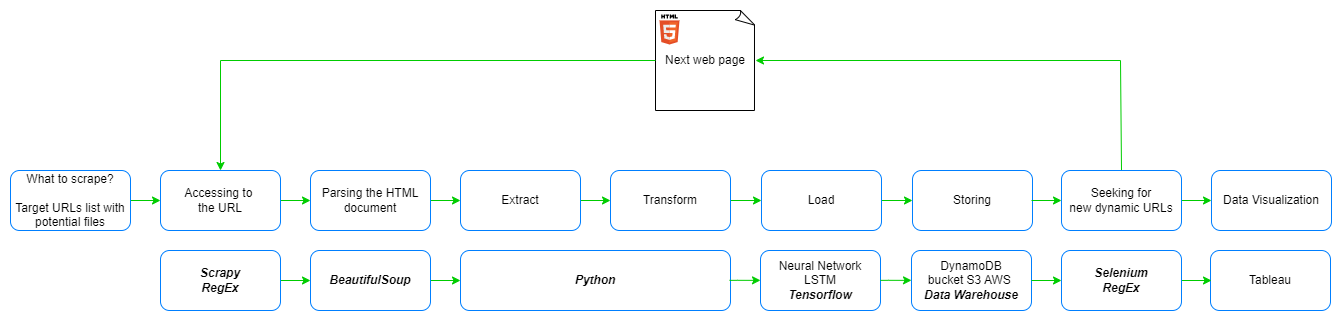 HTML
5
Next web page
What to scrape?
Target URLs list with
potential files
Accessing to
the URL
Parsing the HTML
document
Extract
Transform
Load
Storing
Seeking for
new dynamic URLs
Data Visualization
Scrapy
RegEx
BeautifulSoup
Python
Neural Network
LSTM
Tensorflow
DynamoDB
bucket S3 AWS
Data Warehouse
Selenium
RegEx
Tableau